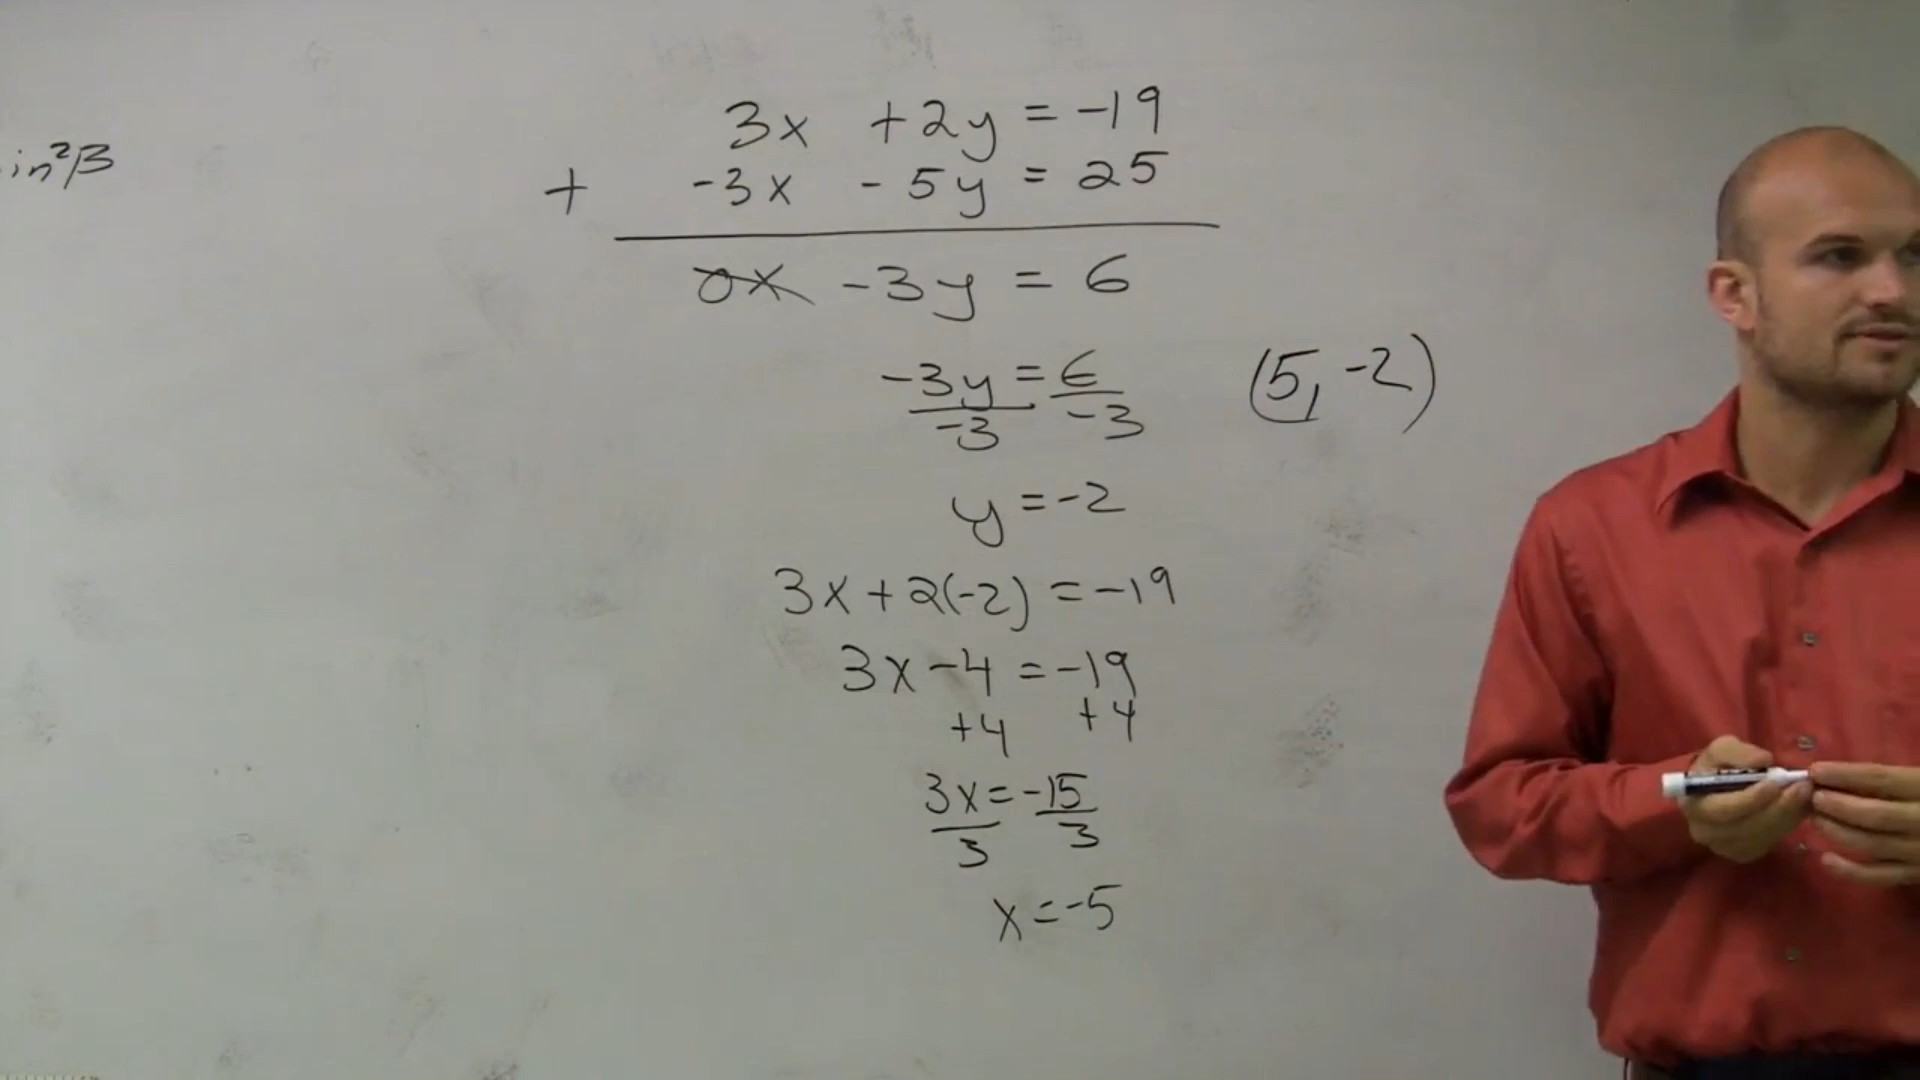 in²β
3x +2y = -19
+ -3x - 5y = 25
0x -3y = 6
-3y = 6
-3 -3
(5, -2)
y = -2
3x + 2(-2) = -19
3x - 4 = -19
+4 +4
3x = -15
3 3
x = -5